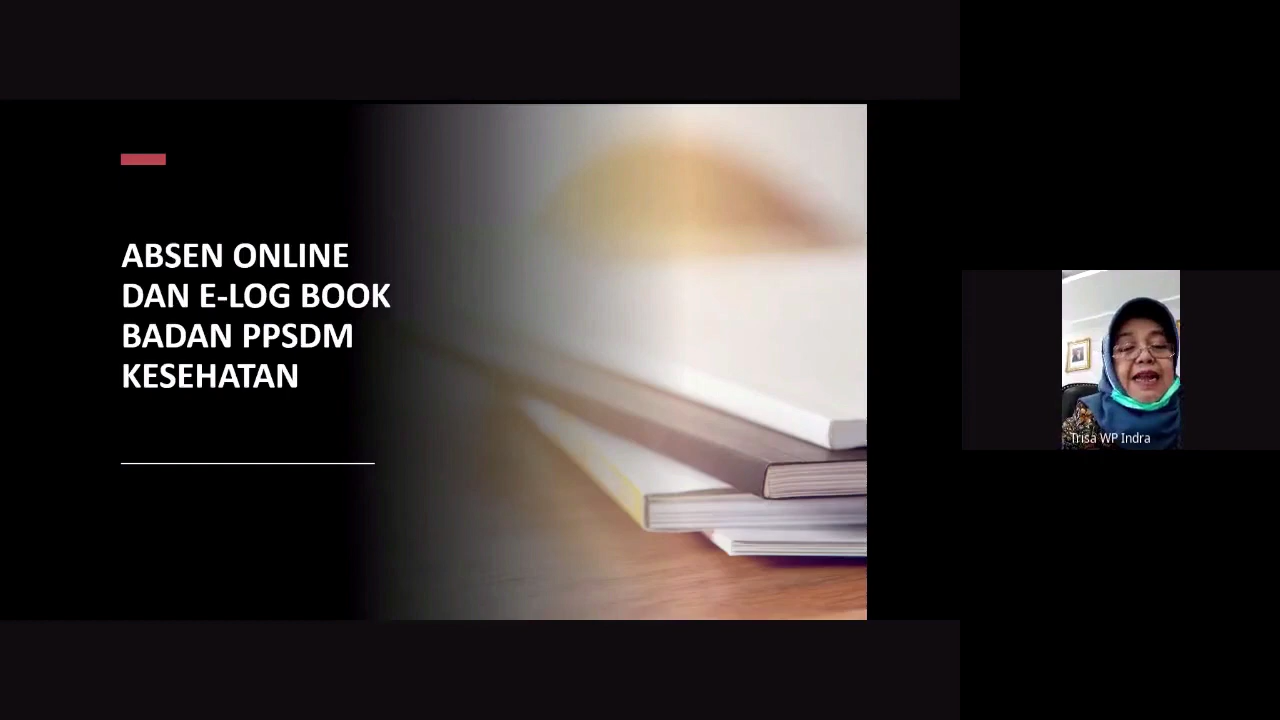 ABSEN ONLINE
DAN E-LOG BOOK
BADAN PPSDM
KESEHATAN
Trisa WP Indra